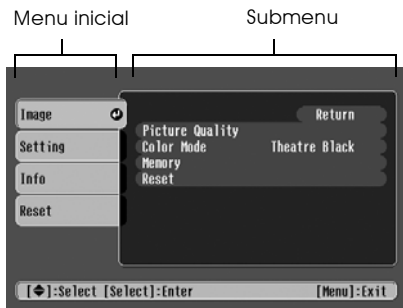 Menu inicial
Submenu
Image
Return
Picture Quality
Setting
Color Mode Theatre Black
Memory
Info
Reset
Reset
[◆]:Select [Select]:Enter [Menu]:Exit